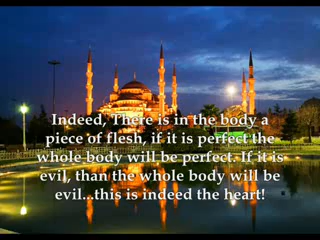 Indeed, There is in the body a
piece of flesh, if it is perfect the
whole body will be perfect. If it is
evil, than the whole body will be
evil...this is indeed the heart!